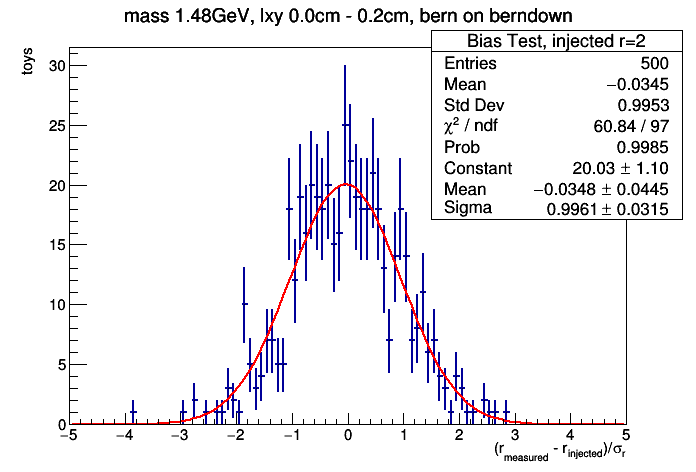 mass 1.48GeV, lxy 0.0cm - 0.2cm, bern on berndown
toys
Bias Test, injected r=2
Entries 500
Mean −0.0345
Std Dev 0.9953
χ² / ndf 60.84 / 97
Prob 0.9985
Constant 20.03 ± 1.10
Mean −0.0348 ± 0.0445
Sigma 0.9961 ± 0.0315
30
25
20
15
10
5
0
−5 −4 −3 −2 −1 0 1 2 3 4 5
(r_measured - r_injected)/σ_r